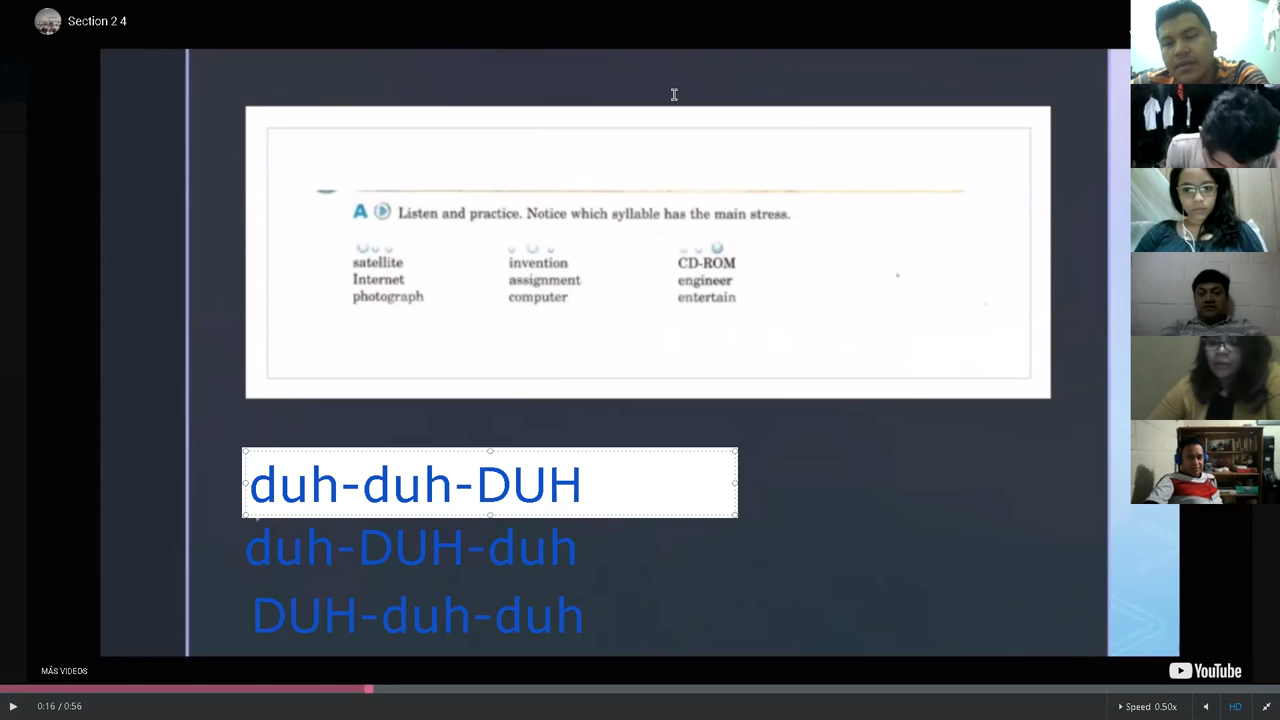 Section 2 4
A Listen and practice. Notice which syllable has the main stress.
satellite invention CD-ROM
Internet assignment engineer
photograph computer entertain
duh-duh-DUH
duh-DUH-duh
DUH-duh-duh
MÁS VIDEOS
YouTube
0:16 / 0:56
Speed 0.50x
HD